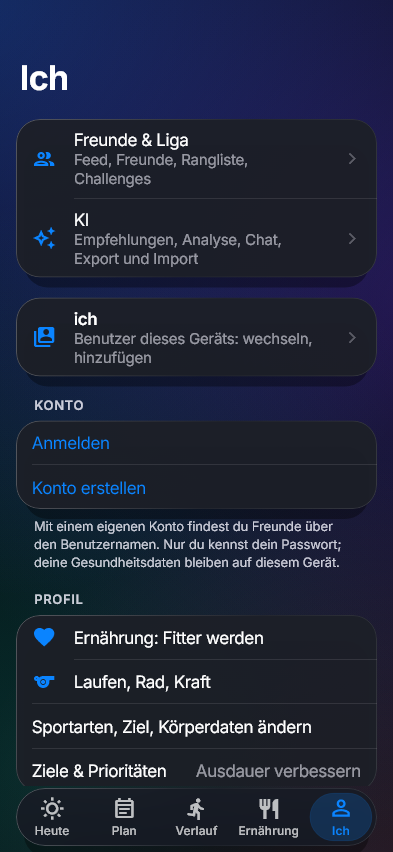 Ich
Freunde & Liga
Feed, Freunde, Rangliste,
Challenges
KI
Empfehlungen, Analyse, Chat,
Export und Import
ich
Benutzer dieses Geräts: wechseln,
hinzufügen
KONTO
Anmelden
Konto erstellen
Mit einem eigenen Konto findest du Freunde über
den Benutzernamen. Nur du kennst dein Passwort;
deine Gesundheitsdaten bleiben auf diesem Gerät.
PROFIL
Ernährung: Fitter werden
Laufen, Rad, Kraft
Sportarten, Ziel, Körperdaten ändern
Ziele & Prioritäten Ausdauer verbessern
Heute Plan Verlauf Ernährung Ich